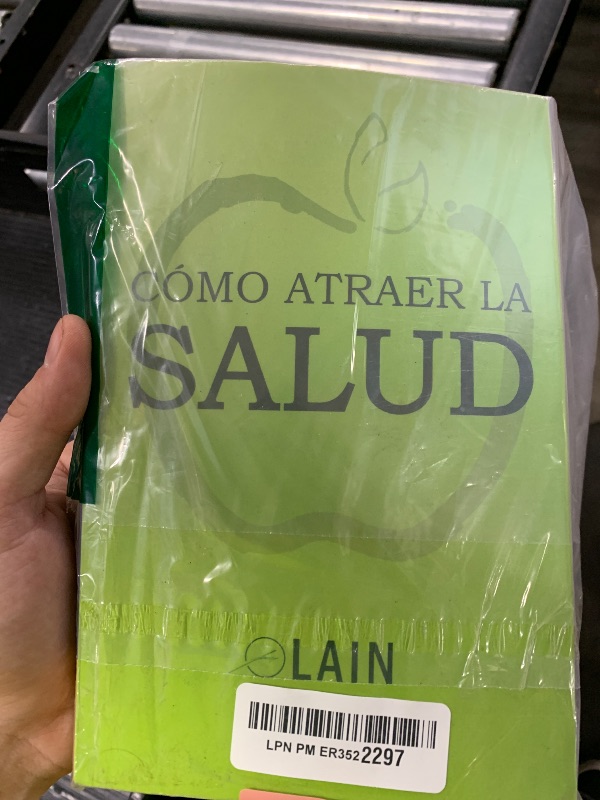 CÓMO ATRAER LA
SALUD
LAIN
LPN PM ER3522297